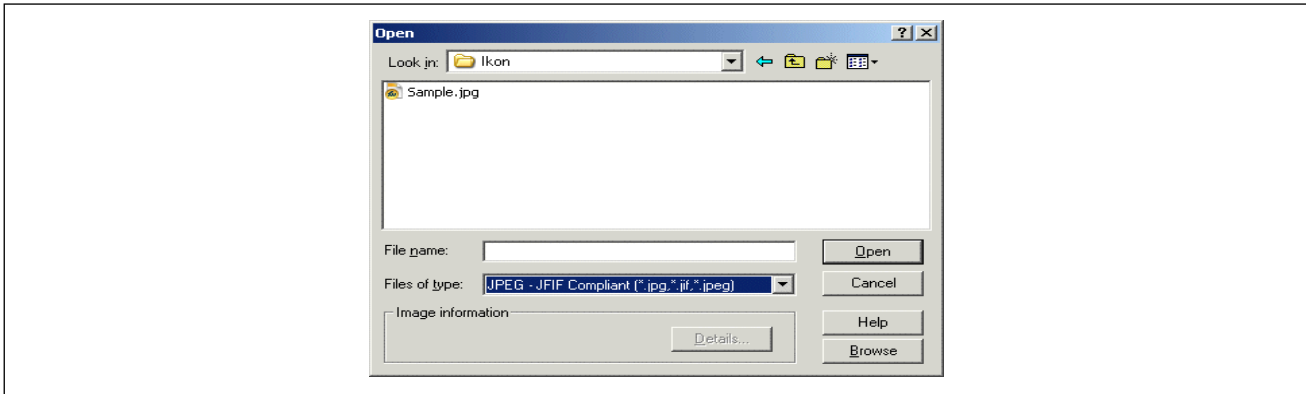 Open
Look in: Ikon
Sample.jpg
File name:
Open
Files of type: JPEG - JFIF Compliant (*.jpg,*.jif,*.jpeg)
Cancel
Image information
Details...
Help
Browse